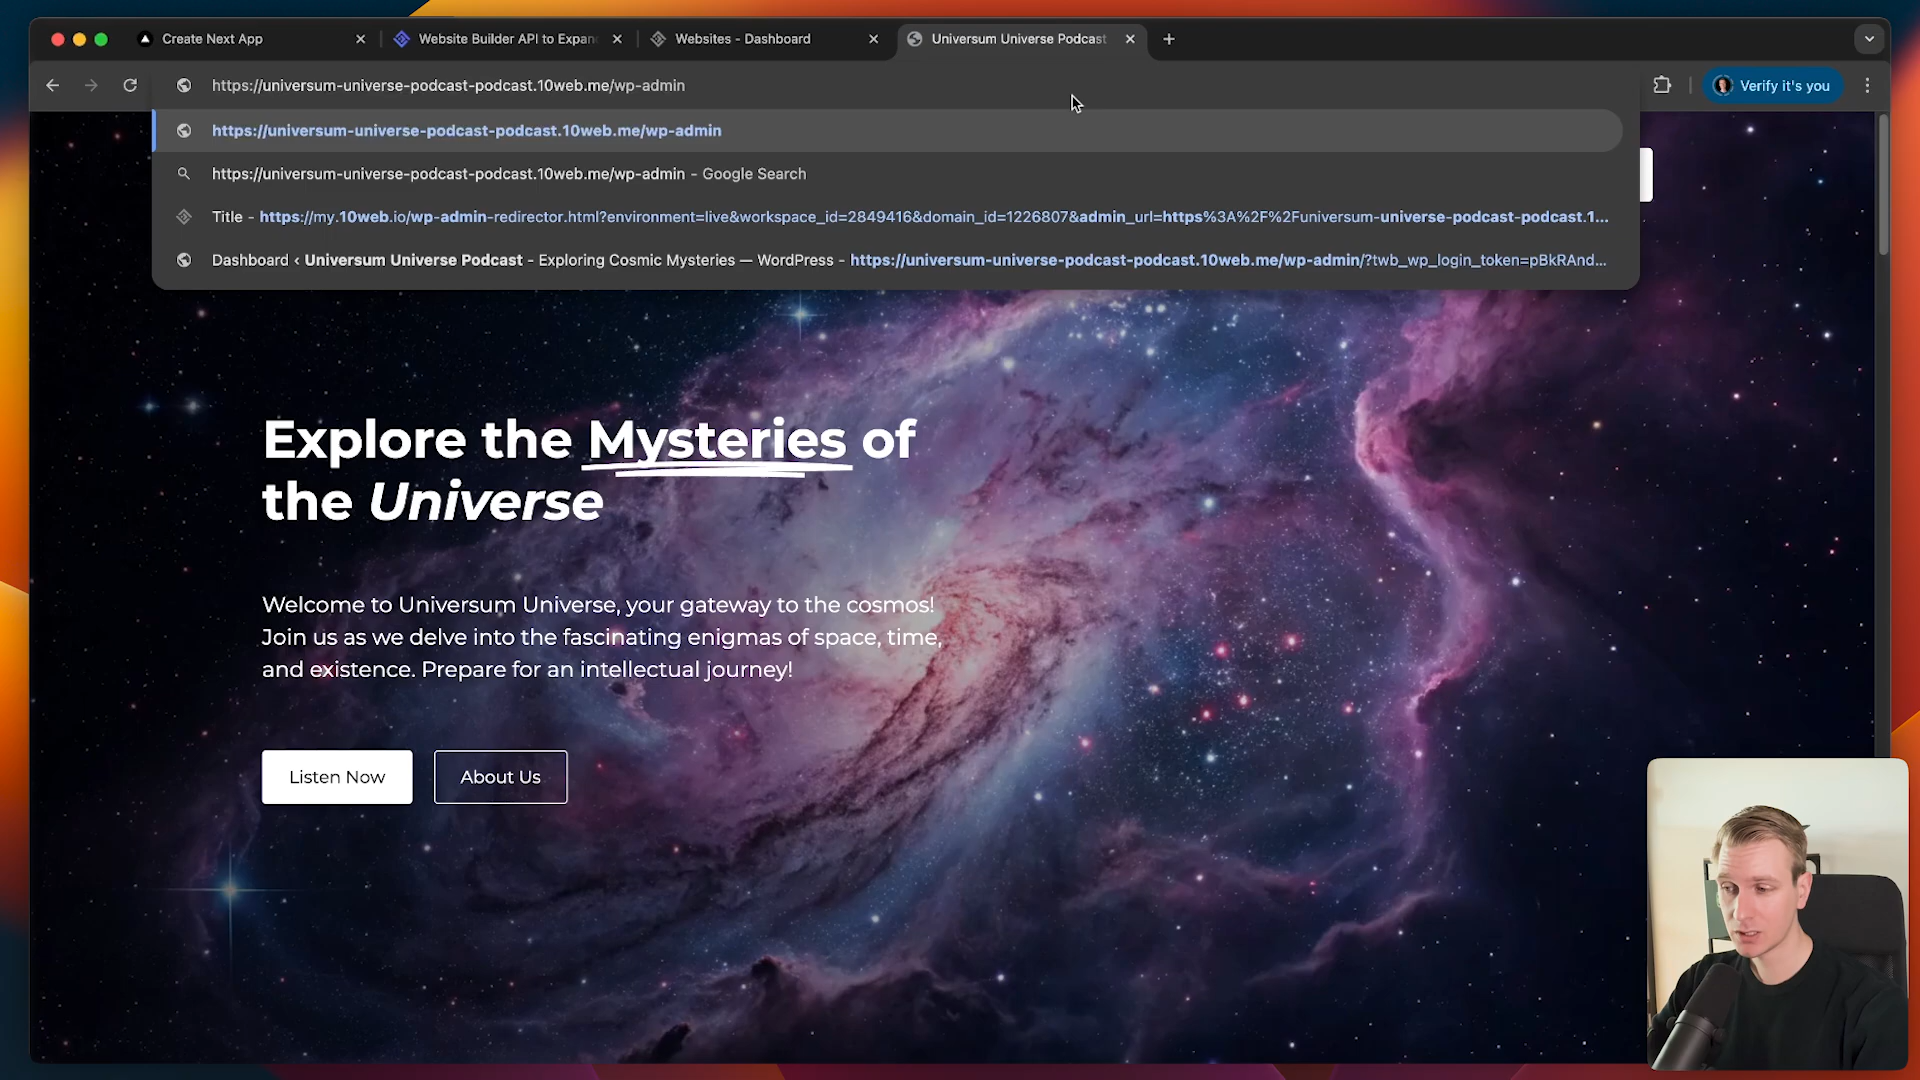 Create Next App
Website Builder API to Expan
Websites - Dashboard
Universum Universe Podcast
https://universum-universe-podcast-podcast.10web.me/wp-admin
Verify it's you
https://universum-universe-podcast-podcast.10web.me/wp-admin
https://universum-universe-podcast-podcast.10web.me/wp-admin - Google Search
Title - https://my.10web.io/wp-admin-redirector.html?environment=live&workspace_id=2849416&domain_id=1226807&admin_url=https%3A%2F%2Funiversum-universe-podcast-podcast.1...
Dashboard ‹ Universum Universe Podcast - Exploring Cosmic Mysteries — WordPress - https://universum-universe-podcast-podcast.10web.me/wp-admin/?twb_wp_login_token=pBkRAnd...
Explore the Mysteries of
the Universe
Welcome to Universum Universe, your gateway to the cosmos!
Join us as we delve into the fascinating enigmas of space, time,
and existence. Prepare for an intellectual journey!
Listen Now
About Us